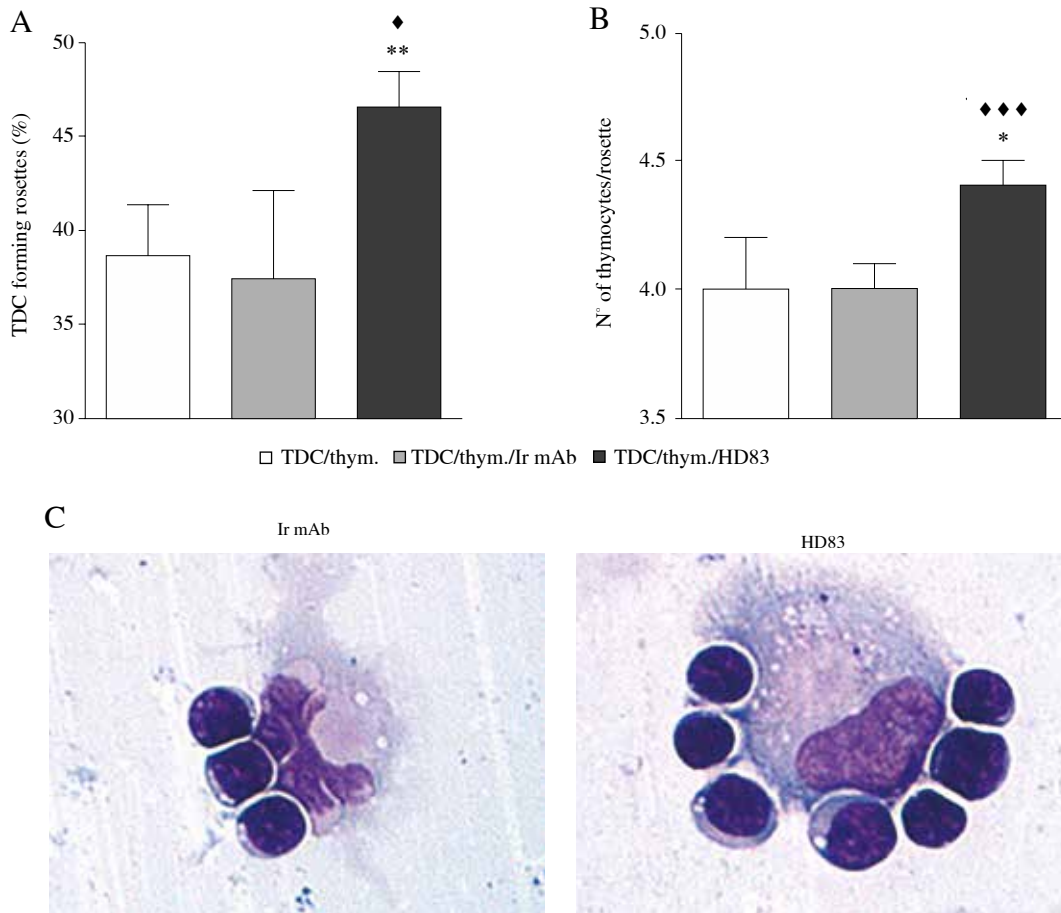 A
TDC forming rosettes (%)
50
45
40
35
30
♦
**
B
N° of thymocytes/rosette
5.0
4.5
4.0
3.5
♦♦♦
*
TDC/thym. TDC/thym./Ir mAb TDC/thym./HD83
C
Ir mAb
HD83